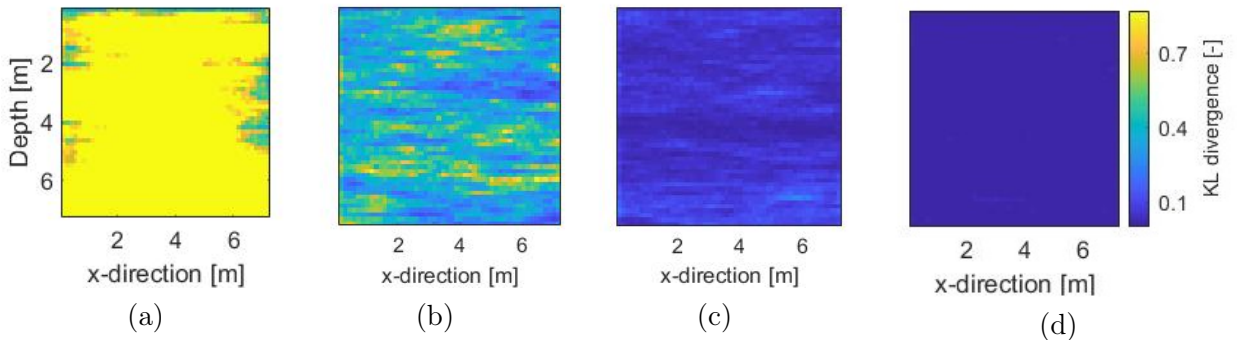 Depth [m]
2
4
6
2 4 6
x-direction [m]
(a)
2 4 6
x-direction [m]
(b)
2 4 6
x-direction [m]
(c)
2 4 6
x-direction [m]
(d)
0.7
0.4
0.1
KL divergence [-]